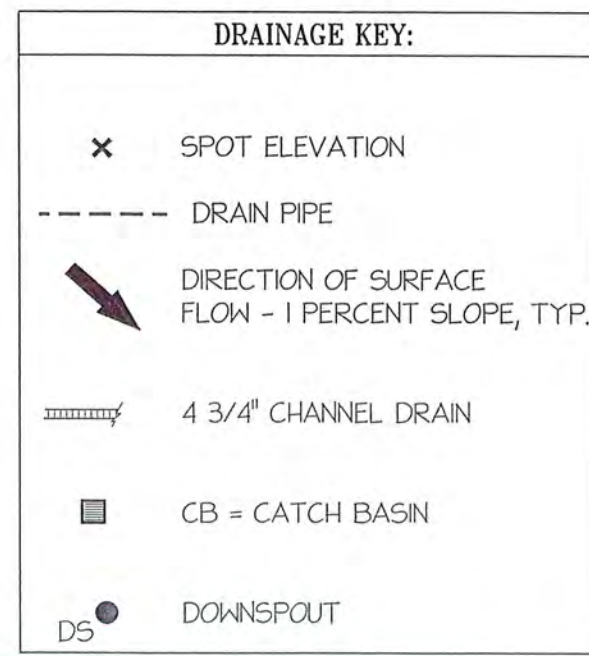 DRAINAGE KEY:
SPOT ELEVATION
DRAIN PIPE
DIRECTION OF SURFACE
FLOW - 1 PERCENT SLOPE, TYP.
4 3/4" CHANNEL DRAIN
CB = CATCH BASIN
DS DOWNSPOUT